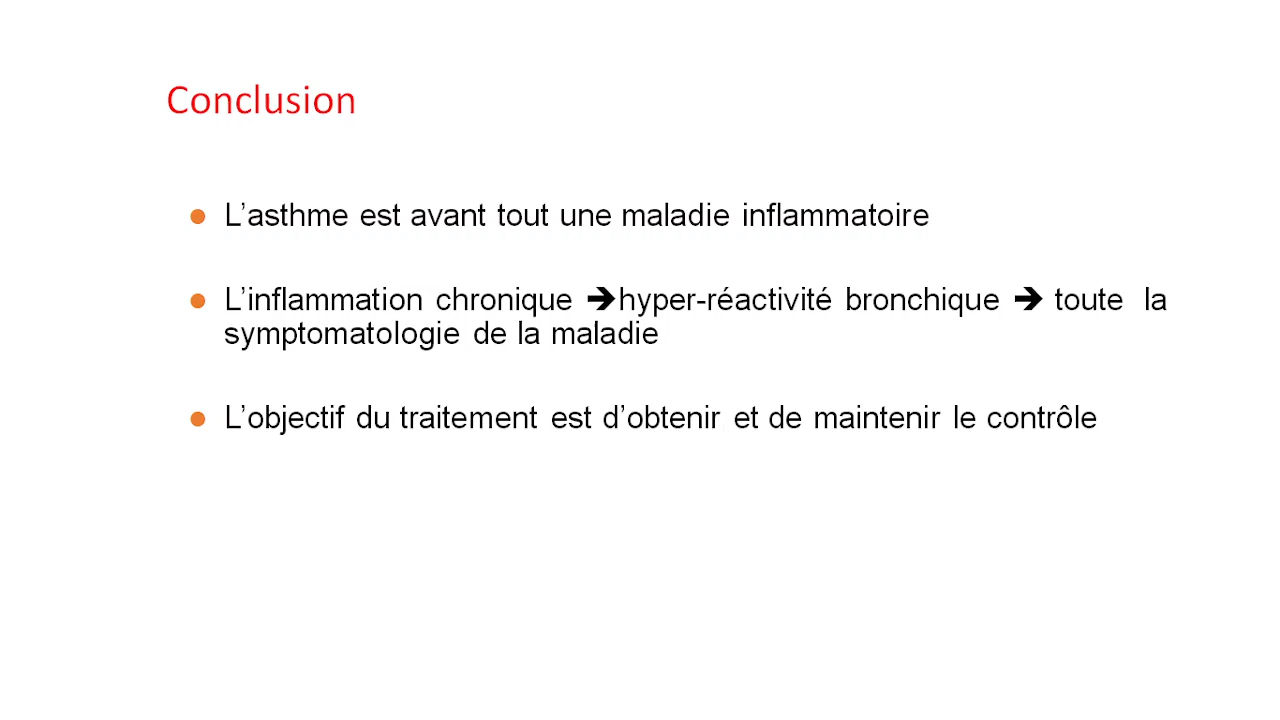 Conclusion
● L’asthme est avant tout une maladie inflammatoire
● L’inflammation chronique ➔hyper-réactivité bronchique ➔ toute la
symptomatologie de la maladie
● L’objectif du traitement est d’obtenir et de maintenir le contrôle